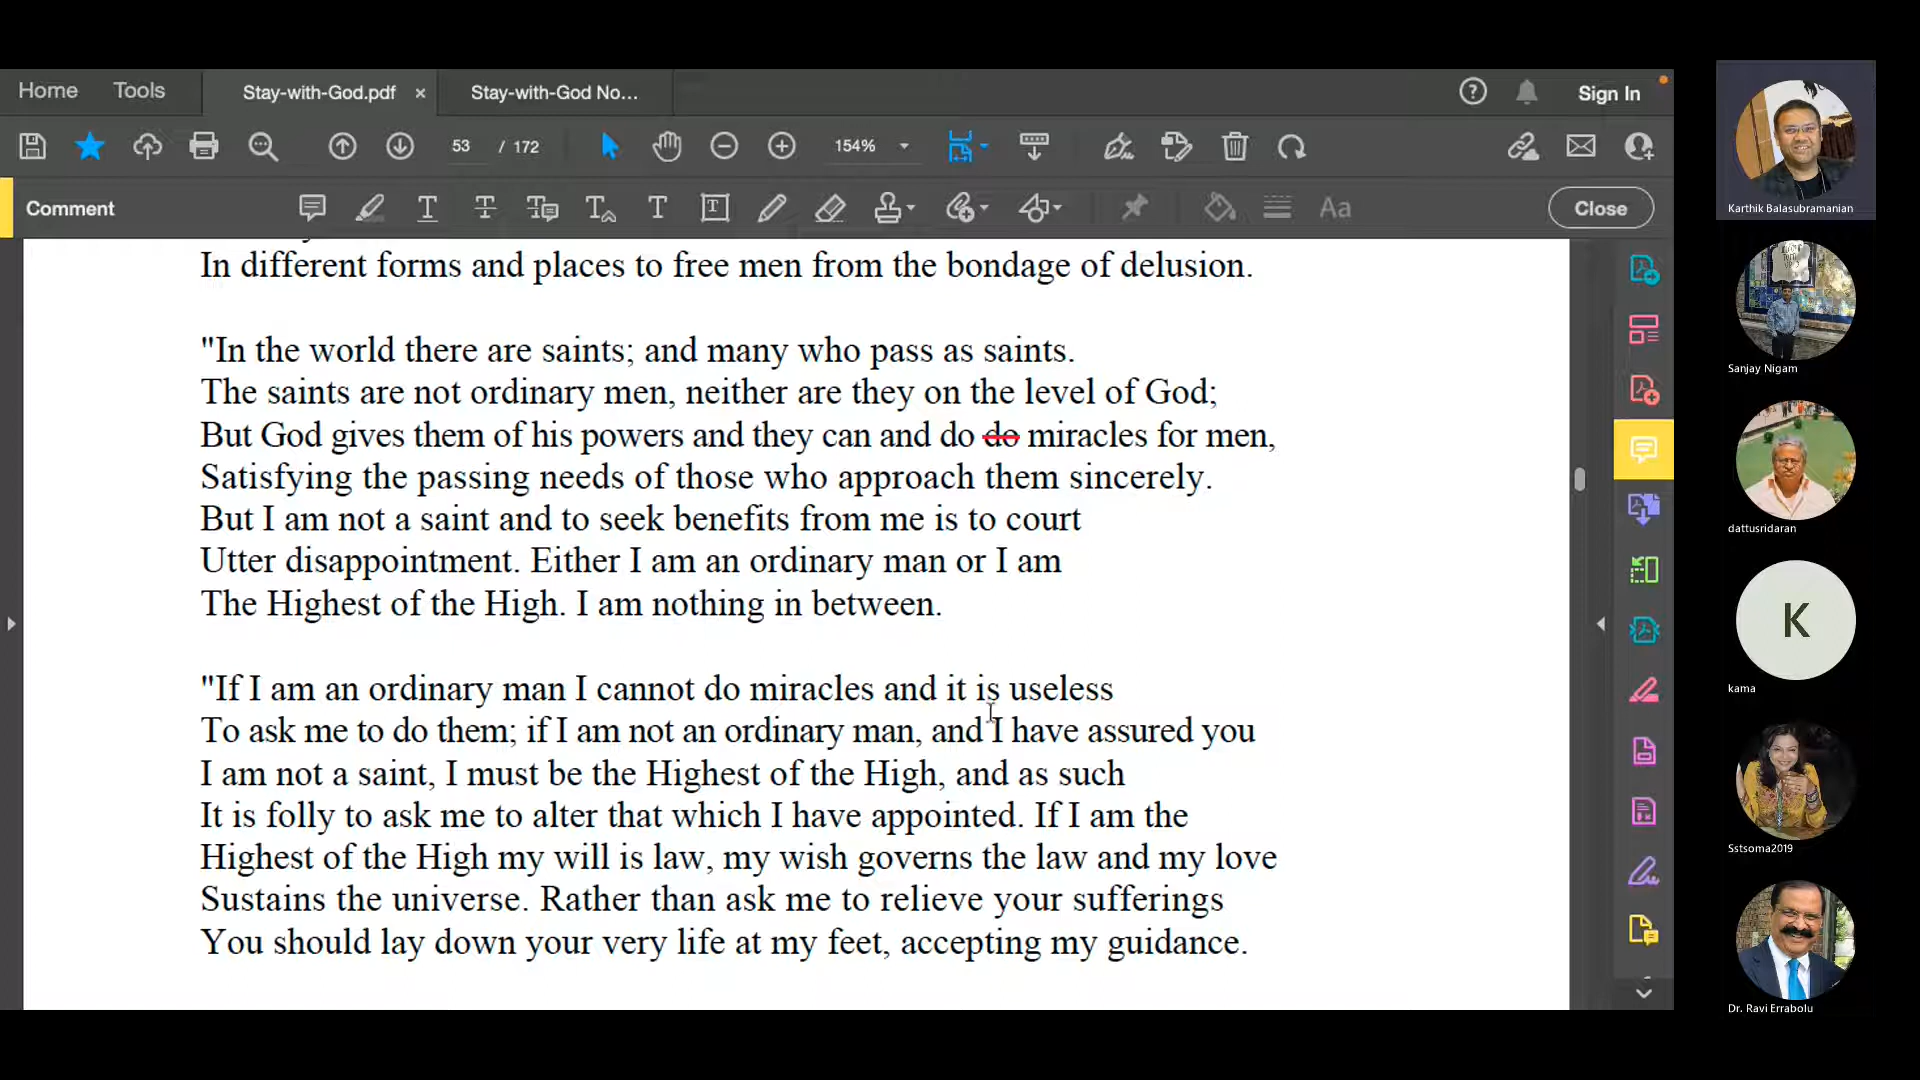 Home Tools Stay-with-God.pdf × Stay-with-God No... ? Sign In
53 / 172 154%
Comment T T T T T T Aa Close
In different forms and places to free men from the bondage of delusion.
"In the world there are saints; and many who pass as saints.
The saints are not ordinary men, neither are they on the level of God;
But God gives them of his powers and they can and do do miracles for men,
Satisfying the passing needs of those who approach them sincerely.
But I am not a saint and to seek benefits from me is to court
Utter disappointment. Either I am an ordinary man or I am
The Highest of the High. I am nothing in between.
"If I am an ordinary man I cannot do miracles and it is useless
To ask me to do them; if I am not an ordinary man, and I have assured you
I am not a saint, I must be the Highest of the High, and as such
It is folly to ask me to alter that which I have appointed. If I am the
Highest of the High my will is law, my wish governs the law and my love
Sustains the universe. Rather than ask me to relieve your sufferings
You should lay down your very life at my feet, accepting my guidance.
Karthik Balasubramanian
Sanjay Nigam
dattusridaran
K
kama
Sstsoma2019
Dr. Ravi Errabolu